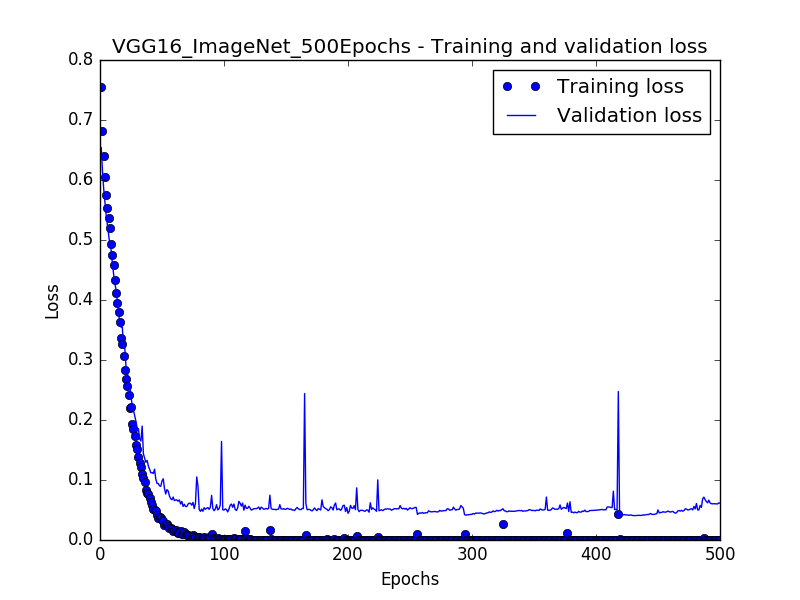 VGG16_ImageNet_500Epochs - Training and validation loss
Training loss
Validation loss
Loss
0.8
0.7
0.6
0.5
0.4
0.3
0.2
0.1
0.0
0 100 200 300 400 500
Epochs